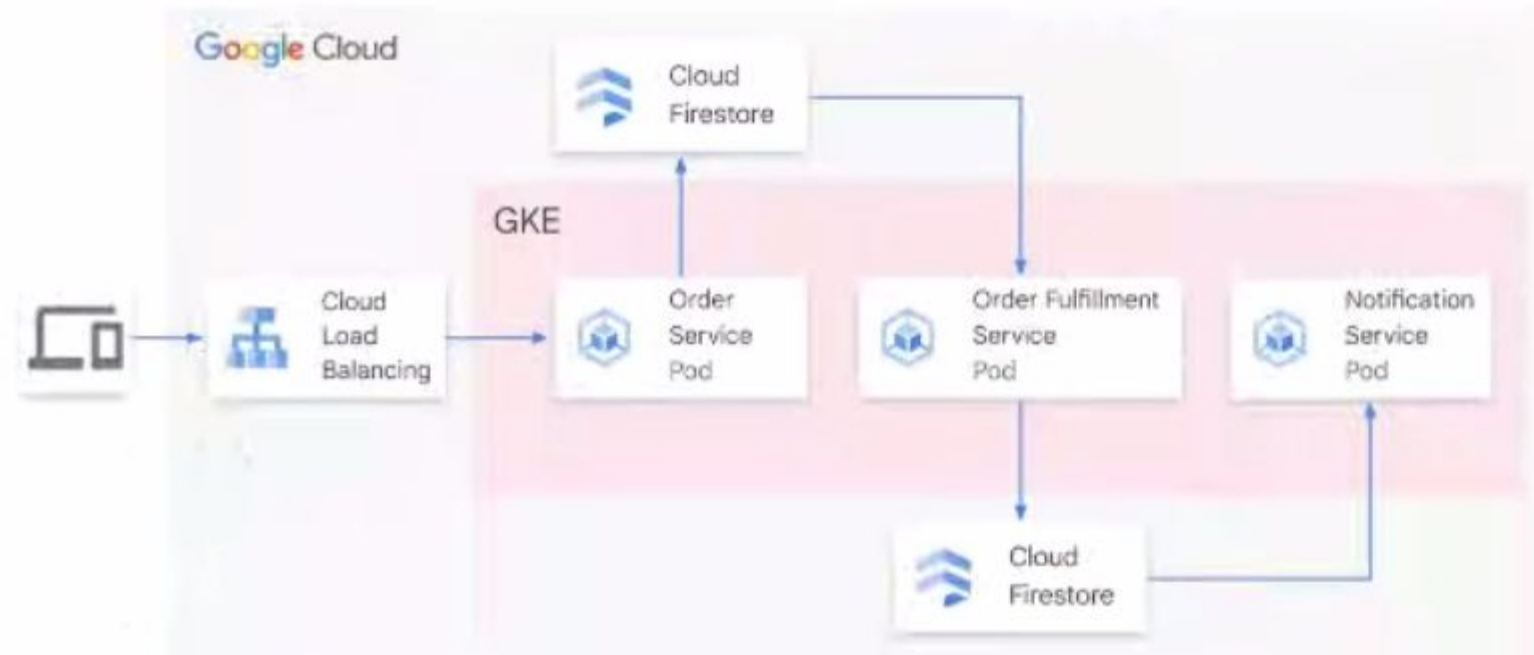 Google Cloud
Cloud
Firestore
GKE
Cloud
Load
Balancing
Order
Service
Pod
Order Fulfillment
Service
Pod
Notification
Service
Pod
Cloud
Firestore